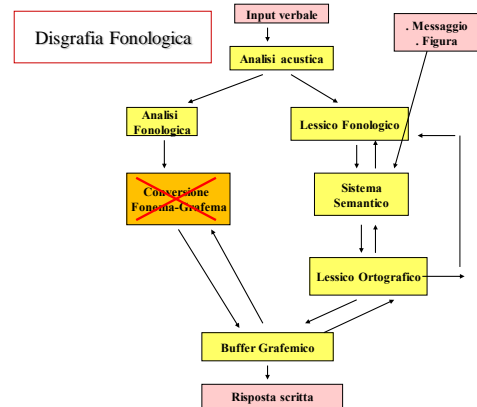 Disgrafia Fonologica
Input verbale
. Messaggio
. Figura
Analisi acustica
Analisi
Fonologica
Lessico Fonologico
Conversione
Fonema-Grafema
Sistema
Semantico
Lessico Ortografico
Buffer Grafemico
Risposta scritta